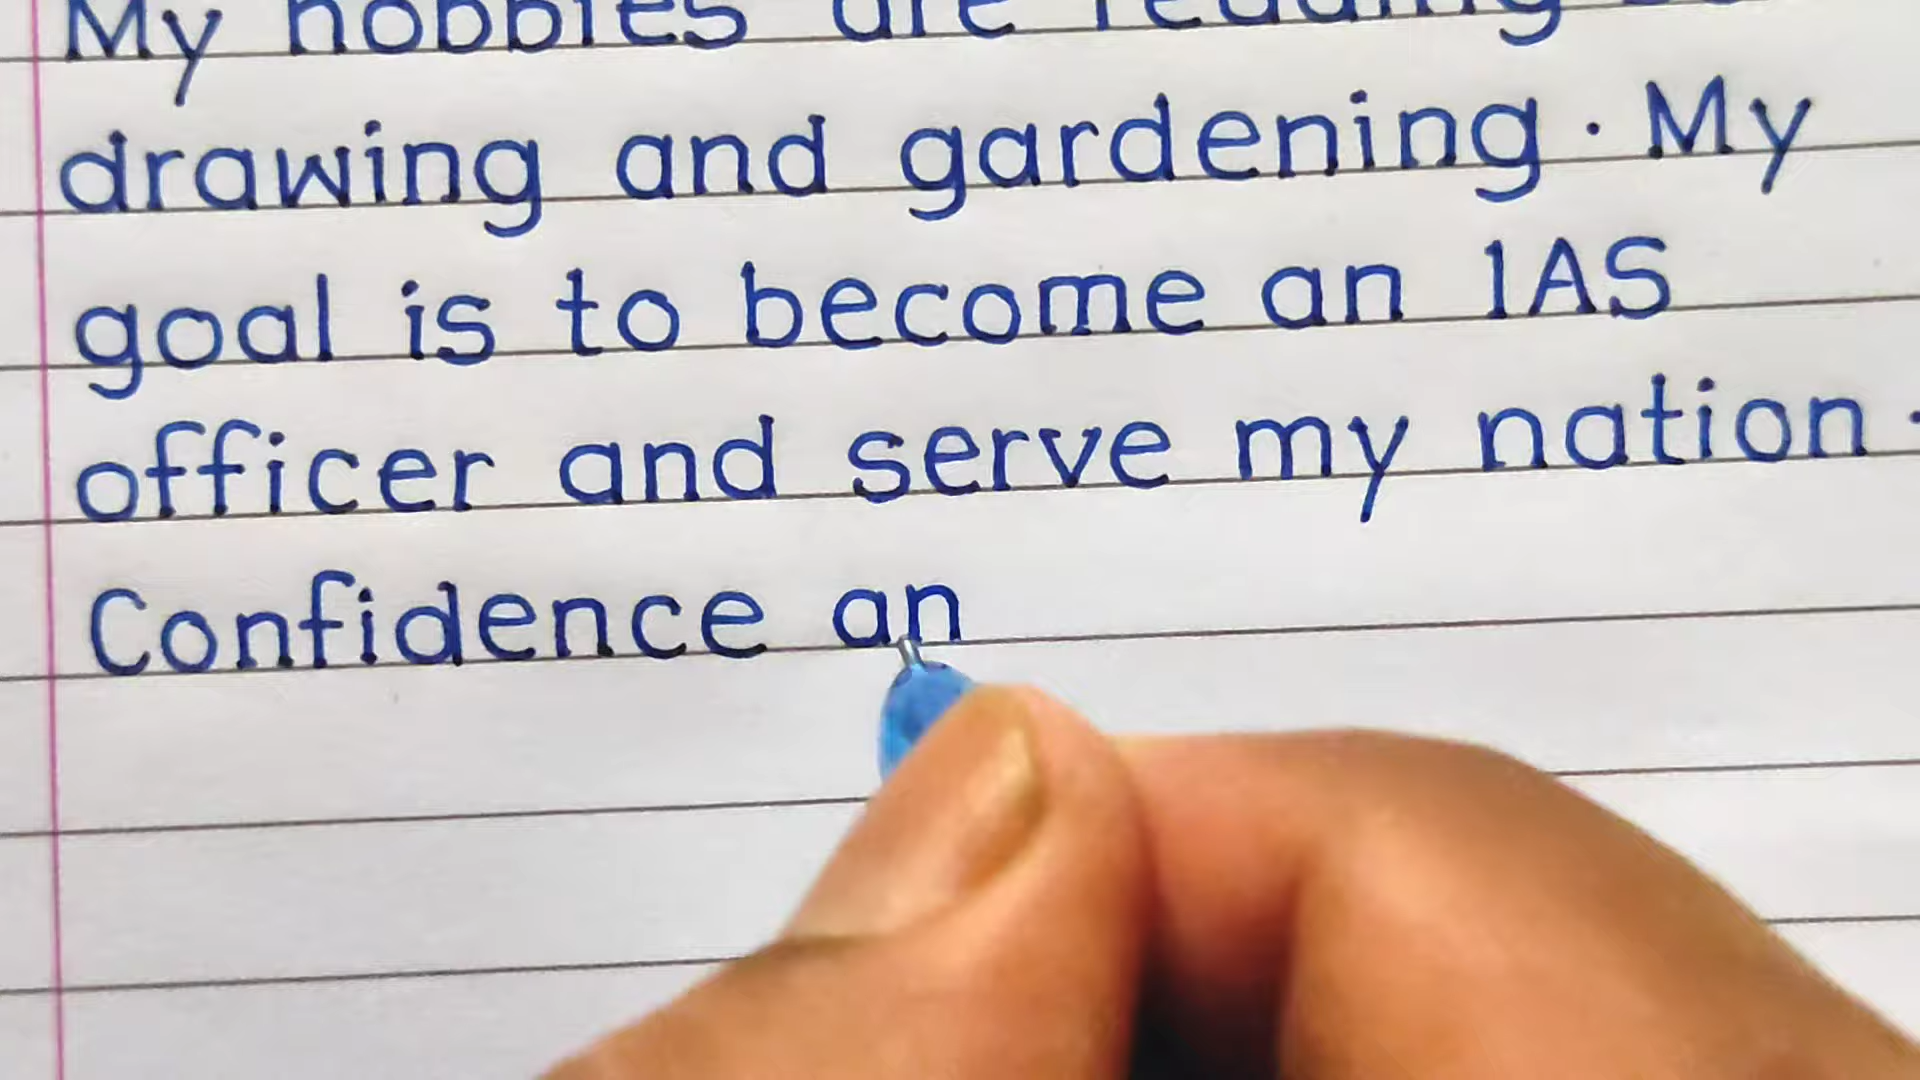 My hobbies are reading
drawing and gardening. My
goal is to become an IAS
officer and serve my nation.
Confidence an